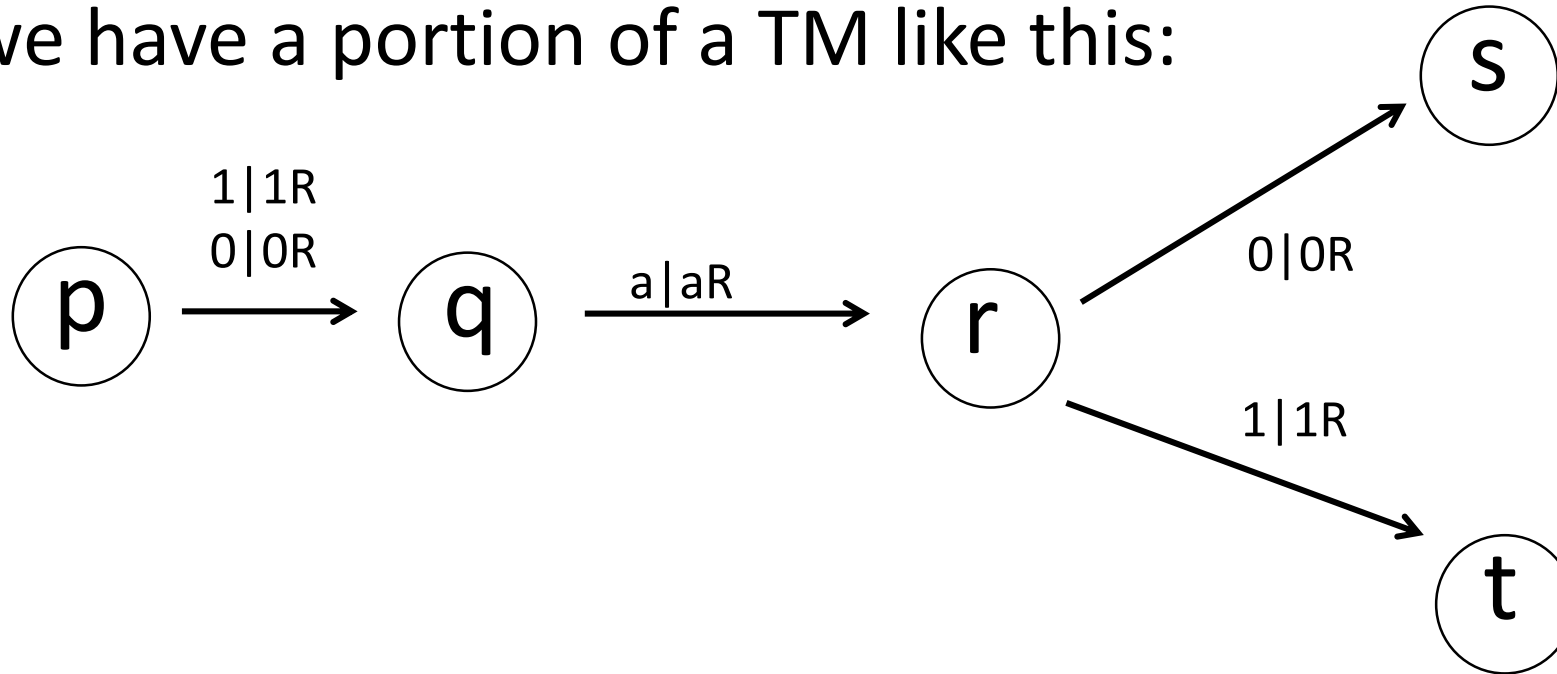 we have a portion of a TM like this:
s
1|1R
0|0R
0|0R
a|aR
p
q
r
1|1R
t